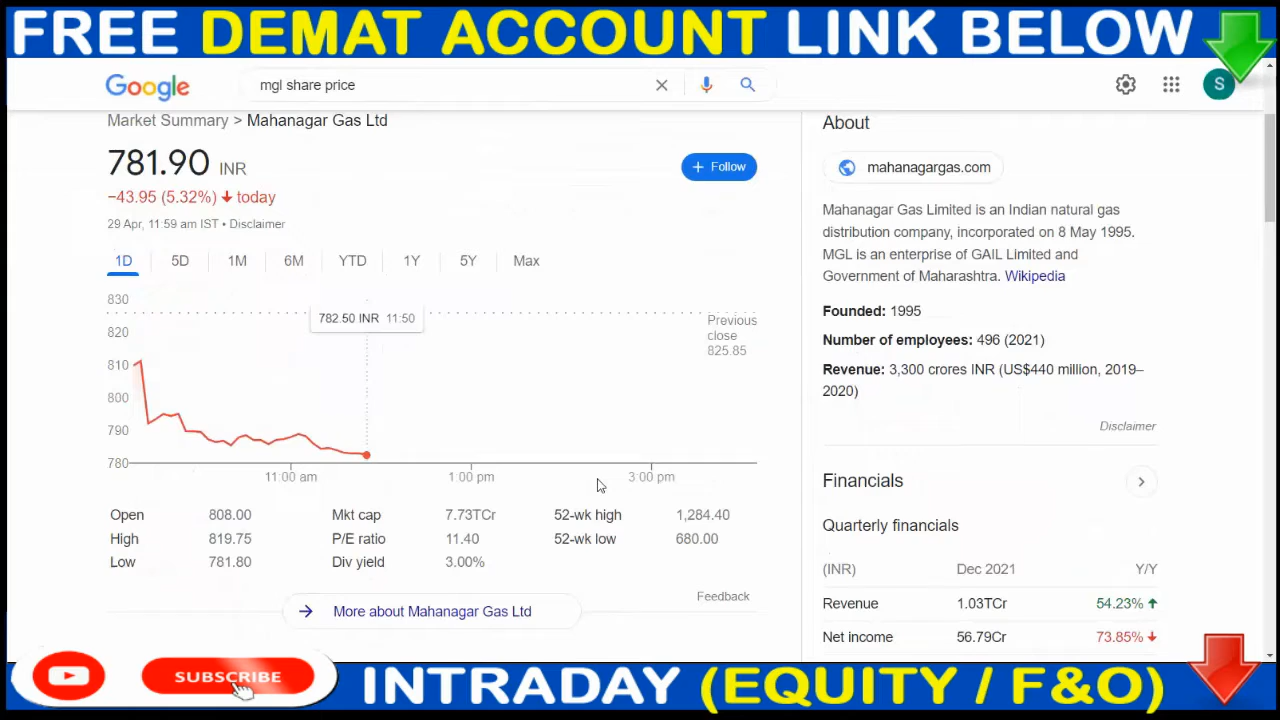 FREE DEMAT ACCOUNT LINK BELOW
Google
mgl share price
S
Market Summary > Mahanagar Gas Ltd
781.90 INR
+ Follow
−43.95 (5.32%) ↓ today
29 Apr, 11:59 am IST • Disclaimer
1D 5D 1M 6M YTD 1Y 5Y Max
830
820
810
800
790
780
782.50 INR 11:50
Previous
close
825.85
11:00 am 1:00 pm 3:00 pm
Open 808.00 Mkt cap 7.73TCr 52-wk high 1,284.40
High 819.75 P/E ratio 11.40 52-wk low 680.00
Low 781.80 Div yield 3.00%
Feedback
→ More about Mahanagar Gas Ltd
About
mahanagargas.com
Mahanagar Gas Limited is an Indian natural gas
distribution company, incorporated on 8 May 1995.
MGL is an enterprise of GAIL Limited and
Government of Maharashtra. Wikipedia
Founded: 1995
Number of employees: 496 (2021)
Revenue: 3,300 crores INR (US$440 million, 2019–
2020)
Disclaimer
Financials
Quarterly financials
(INR) Dec 2021 Y/Y
Revenue 1.03TCr 54.23% ↑
Net income 56.79Cr 73.85% ↓
SUBSCRIBE
INTRADAY (EQUITY / F&O)